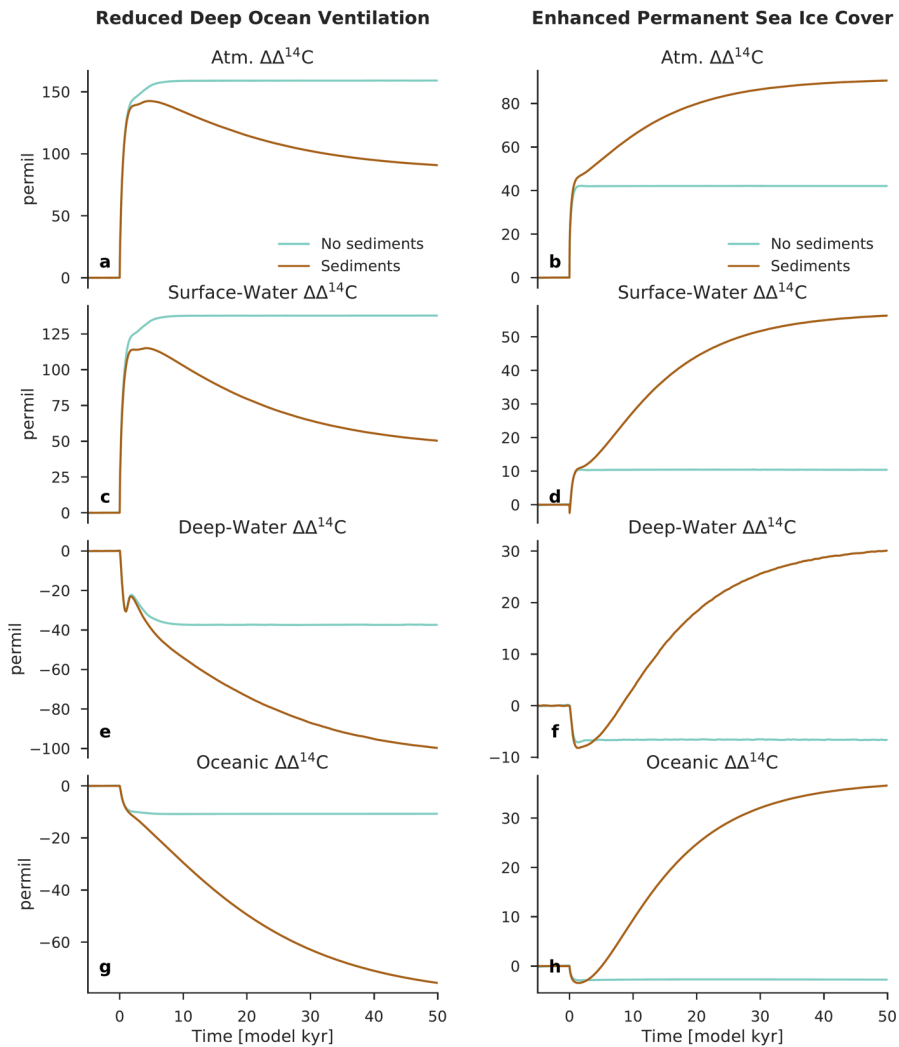 Reduced Deep Ocean Ventilation
Enhanced Permanent Sea Ice Cover
Atm. ΔΔ¹⁴C
150
100
50
0
permil
No sediments
Sediments
a
Atm. ΔΔ¹⁴C
80
60
40
20
0
No sediments
Sediments
b
Surface-Water ΔΔ¹⁴C
125
100
75
50
25
0
permil
c
Surface-Water ΔΔ¹⁴C
50
40
30
20
10
0
d
Deep-Water ΔΔ¹⁴C
0
−20
−40
−60
−80
−100
permil
e
Deep-Water ΔΔ¹⁴C
30
20
10
0
−10
f
Oceanic ΔΔ¹⁴C
0
−20
−40
−60
permil
g
0 10 20 30 40 50
Time [model kyr]
Oceanic ΔΔ¹⁴C
30
20
10
0
h
0 10 20 30 40 50
Time [model kyr]